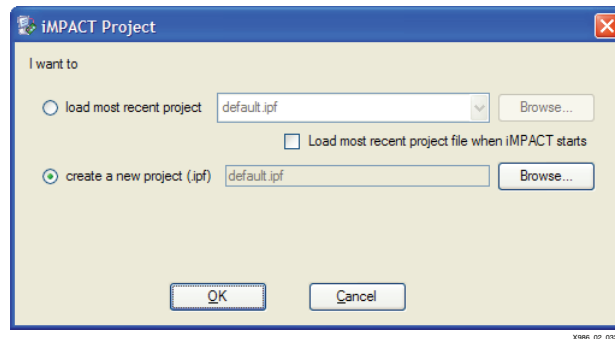 iMPACT Project
I want to
load most recent project default.ipf Browse...
Load most recent project file when iMPACT starts
create a new project (.ipf) default.ipf Browse...
OK Cancel